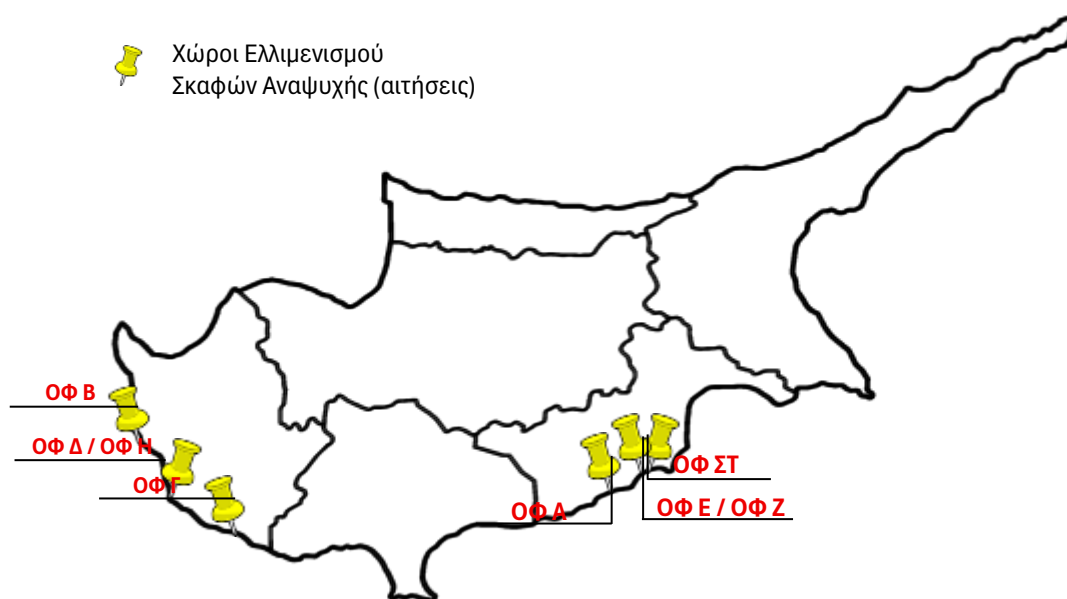 Χώροι Ελλιμενισμού
Σκαφών Αναψυχής (αιτήσεις)
ΟΦ Β
ΟΦ Δ / ΟΦ Η
ΟΦ Γ
ΟΦ ΣΤ
ΟΦ Α
ΟΦ Ε / ΟΦ Ζ